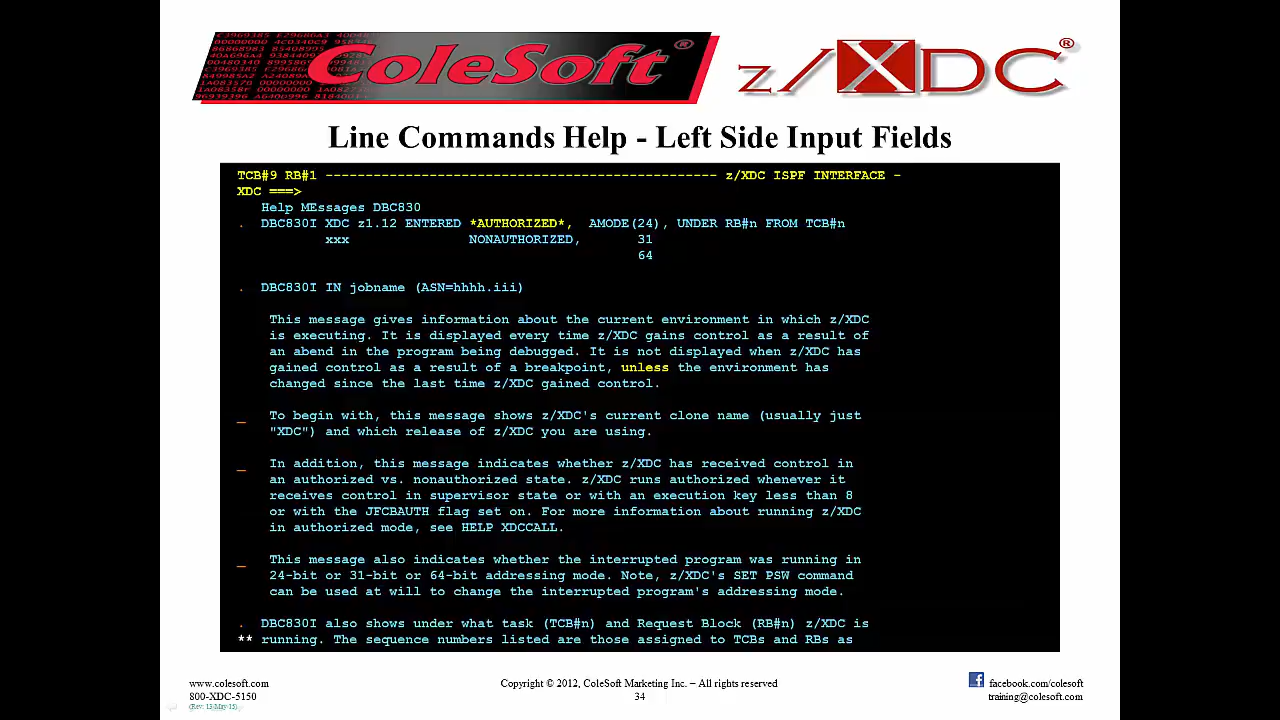 ColeSoft®
z/XDC®
Line Commands Help - Left Side Input Fields
TCB#9 RB#1 ------------------------------------------------- z/XDC ISPF INTERFACE -
XDC ===>
Help MEssages DBC830
. DBC830I XDC z1.12 ENTERED *AUTHORIZED*, AMODE(24), UNDER RB#n FROM TCB#n
xxx NONAUTHORIZED, 31
64
. DBC830I IN jobname (ASN=hhhh.iii)
This message gives information about the current environment in which z/XDC
is executing. It is displayed every time z/XDC gains control as a result of
an abend in the program being debugged. It is not displayed when z/XDC has
gained control as a result of a breakpoint, unless the environment has
changed since the last time z/XDC gained control.
_ To begin with, this message shows z/XDC's current clone name (usually just
"XDC") and which release of z/XDC you are using.
_ In addition, this message indicates whether z/XDC has received control in
an authorized vs. nonauthorized state. z/XDC runs authorized whenever it
receives control in supervisor state or with an execution key less than 8
or with the JFCBAUTH flag set on. For more information about running z/XDC
in authorized mode, see HELP XDCCALL.
_ This message also indicates whether the interrupted program was running in
24-bit or 31-bit or 64-bit addressing mode. Note, z/XDC's SET PSW command
can be used at will to change the interrupted program's addressing mode.
. DBC830I also shows under what task (TCB#n) and Request Block (RB#n) z/XDC is
** running. The sequence numbers listed are those assigned to TCBs and RBs as
www.colesoft.com
800-XDC-5150
(Rev: 13-May-15)
Copyright © 2012, ColeSoft Marketing Inc. – All rights reserved
34
facebook.com/colesoft
training@colesoft.com